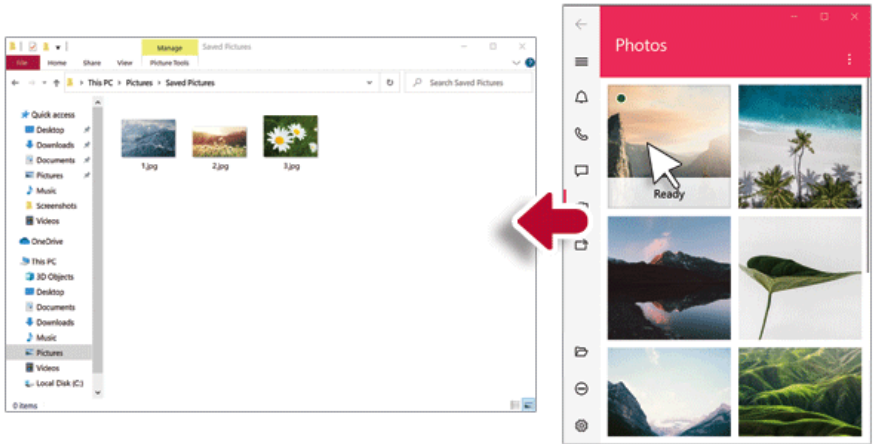 Manage Saved Pictures
File Home Share View Picture Tools
This PC Pictures Saved Pictures Search Saved Pictures
Quick access
Desktop
Downloads
Documents
Pictures
Music
Screenshots
Videos
OneDrive
This PC
3D Objects
Desktop
Documents
Downloads
Music
Pictures
Videos
Local Disk (C:)
0 items
1.jpg 2.jpg 3.jpg
Photos
Ready